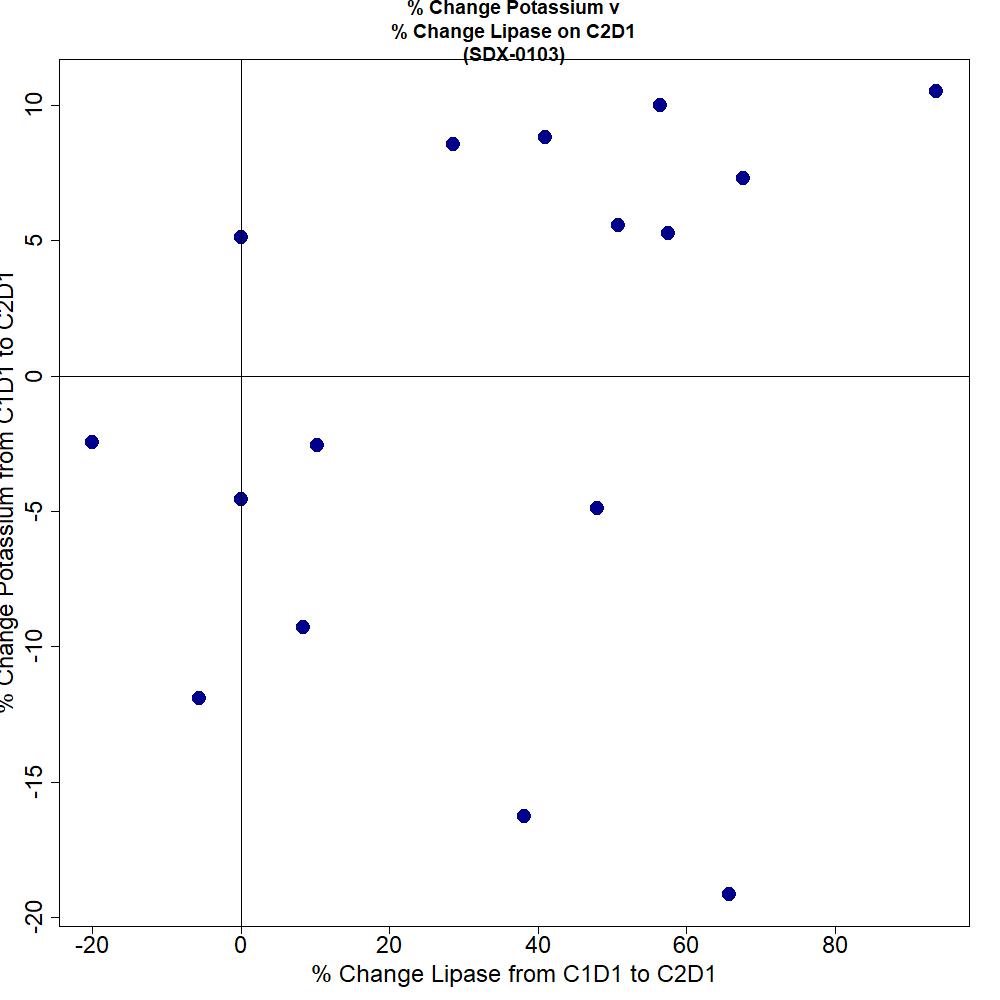 % Change Potassium v
% Change Lipase on C2D1
(SDX-0103)
% Change Potassium from C1D1 to C2D1
10
5
0
-5
-10
-15
-20
-20 0 20 40 60 80
% Change Lipase from C1D1 to C2D1